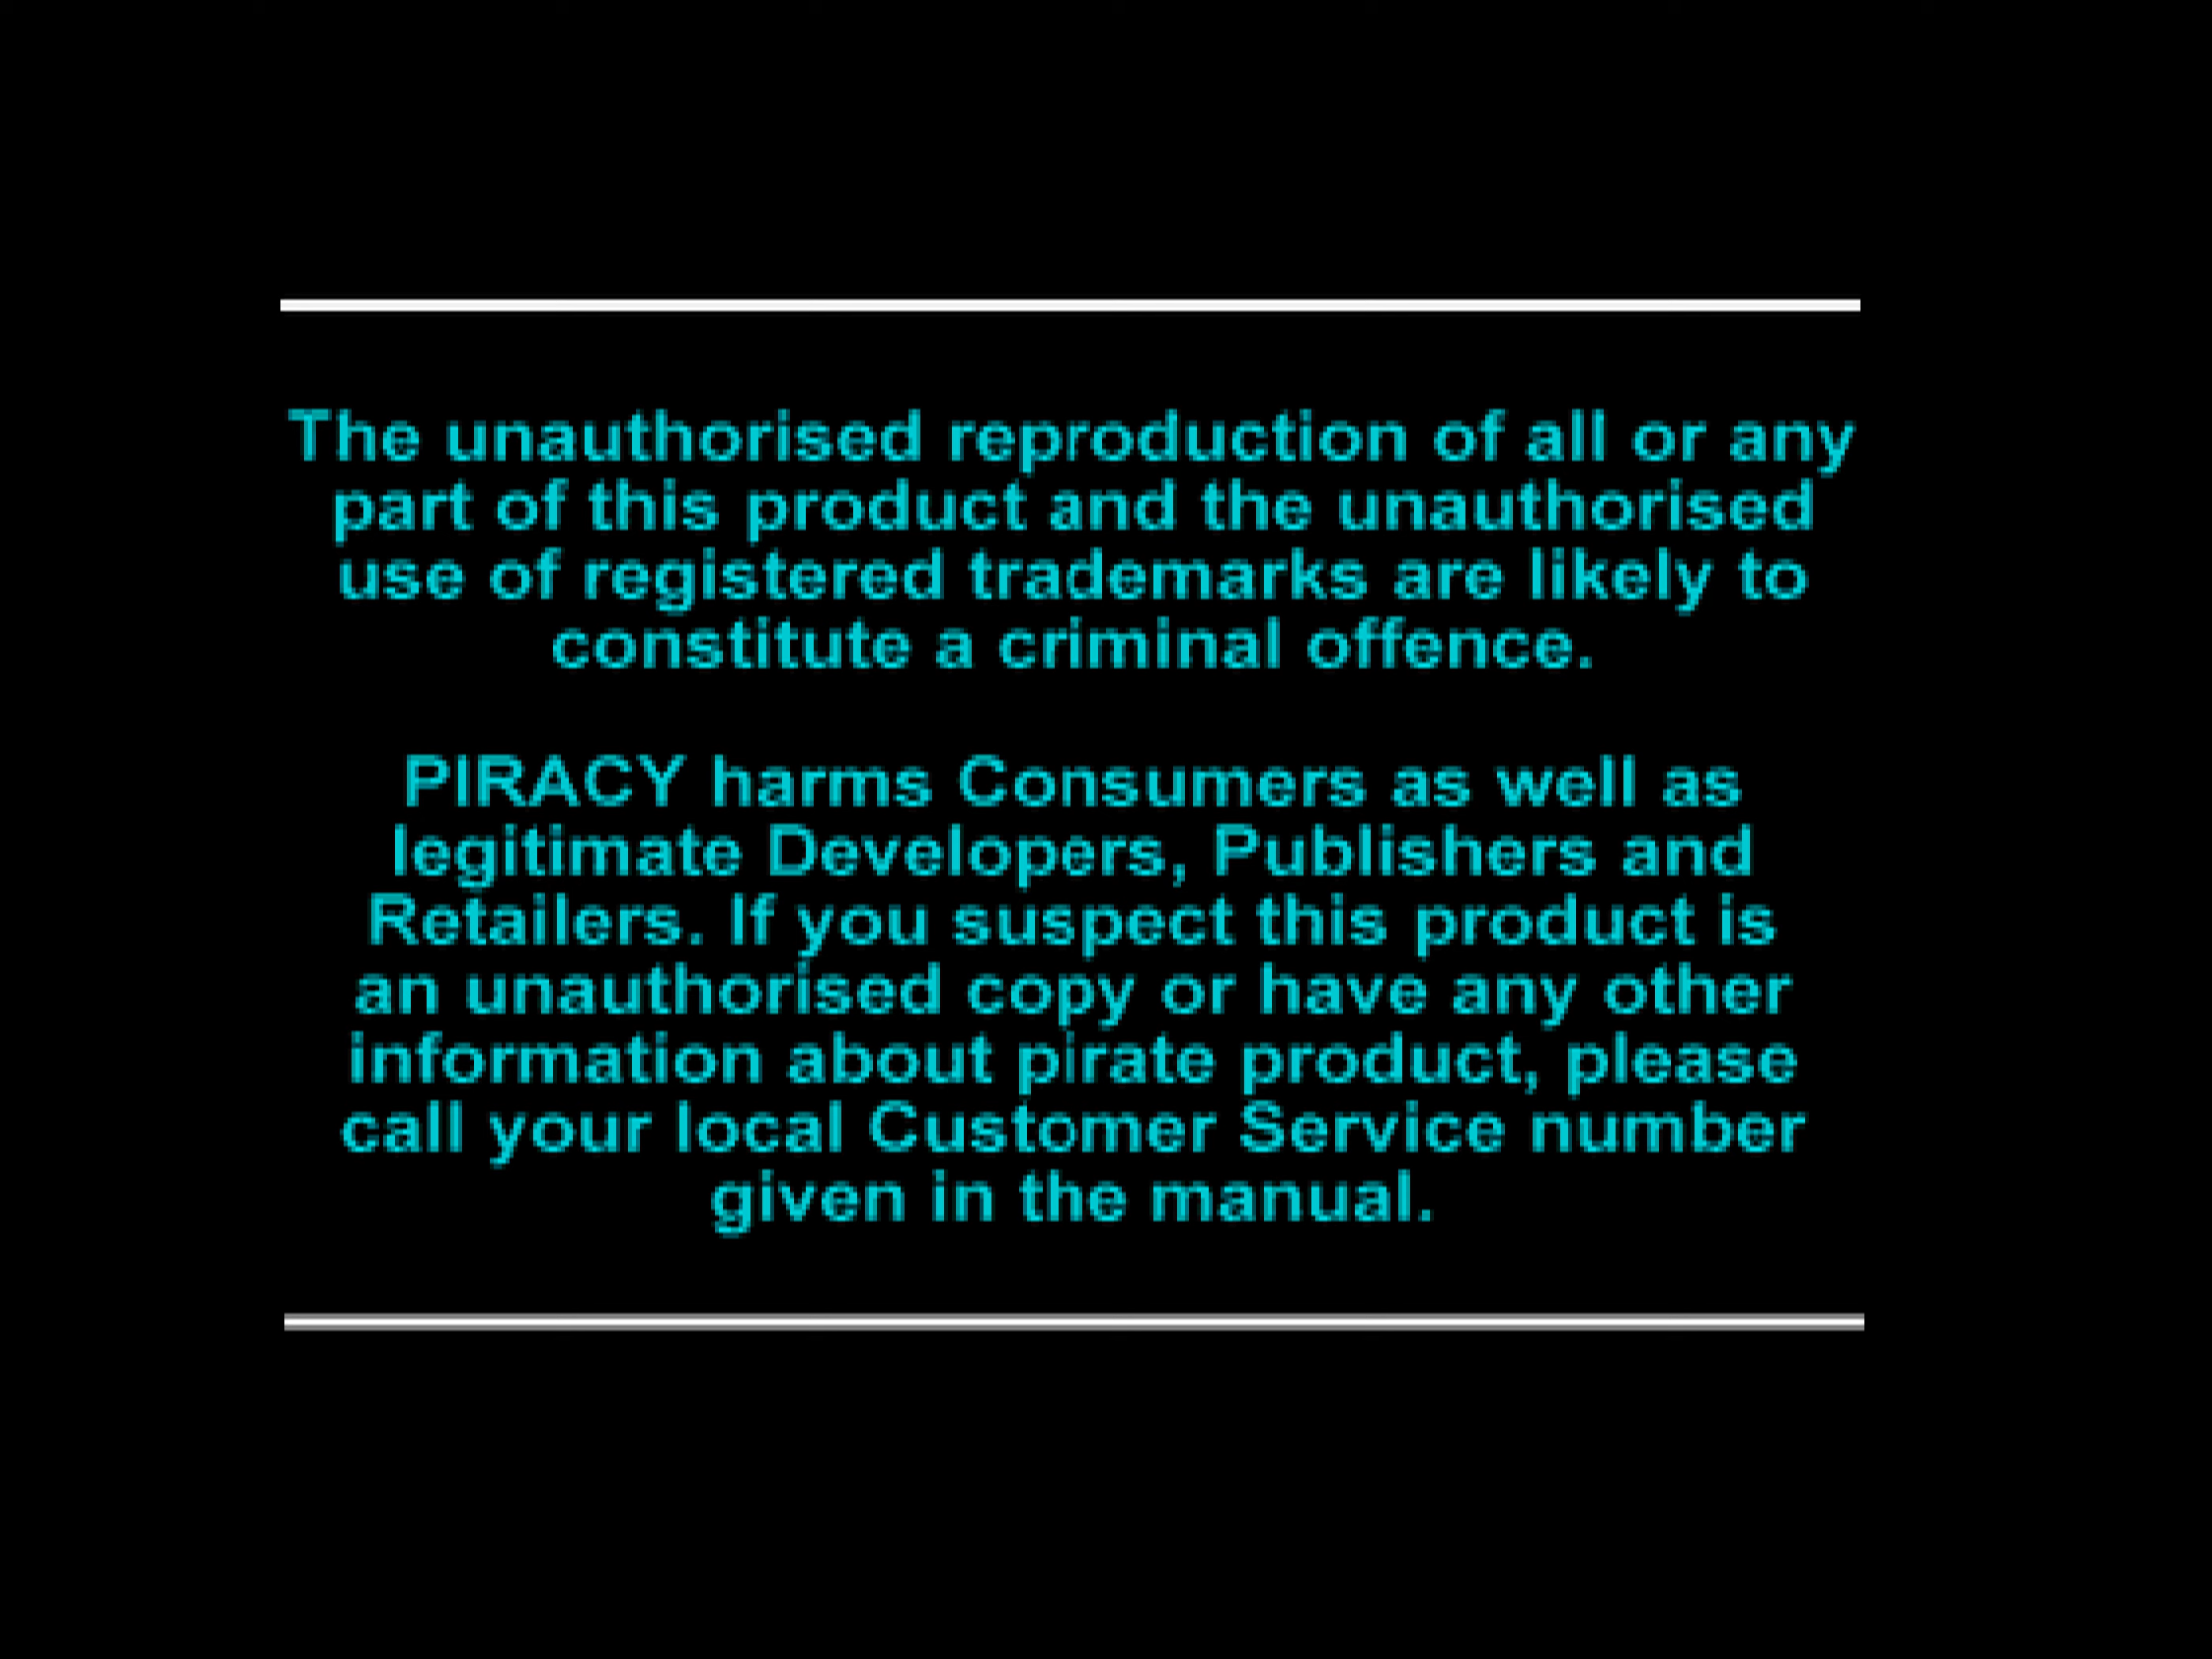 The unauthorised reproduction of all or any
part of this product and the unauthorised
use of registered trademarks are likely to
constitute a criminal offence.
PIRACY harms Consumers as well as
legitimate Developers, Publishers and
Retailers. If you suspect this product is
an unauthorised copy or have any other
information about pirate product, please
call your local Customer Service number
given in the manual.